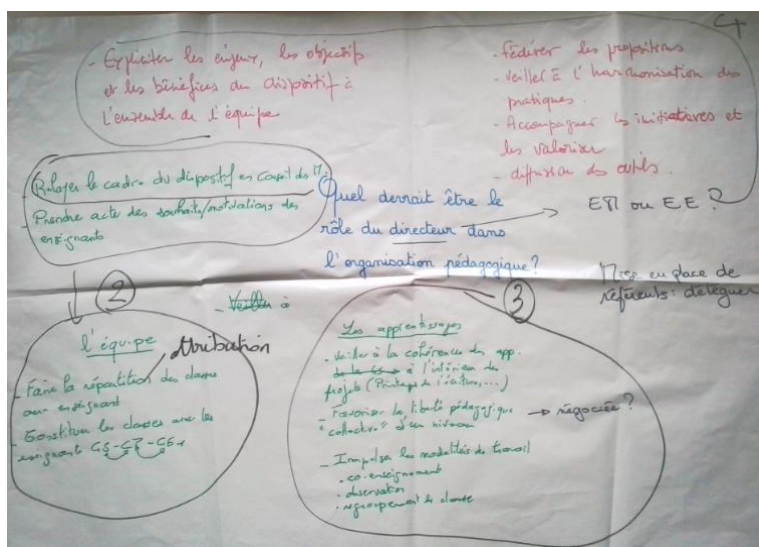 - Expliciter les enjeux, les objectifs
et les bénéfices du dispositif à
l'ensemble de l'équipe
- fédérer les propositions
- veiller à l'harmonisation des
pratiques.
- Accompagner les initiatives et
les valoriser
- diffusion des outils.
- Relayer le cadre du dispositif en conseil des M.
- Prendre acte des souhaits/motivations des
enseignants
Quel devrait être le
rôle du directeur dans
l'organisation pédagogique?
EM ou EE?
Mise en place de
référents: déléguer
②
l'équipe
Attribution
- Faire la répartition des classes
aux enseignants
- Constituer les classes avec les
enseignants GS-CP-CE1
- Veiller à
③
Les apprentissages
- Veiller à la cohérence des app.
à l'intérieur des
projets (Printemps de l'écriture,...)
- Favoriser la liberté pédagogique
"collective" d'un niveau
→ négociée?
- Impulser les modalités de travail
. co-enseignement
. observation
. regroupement de classe